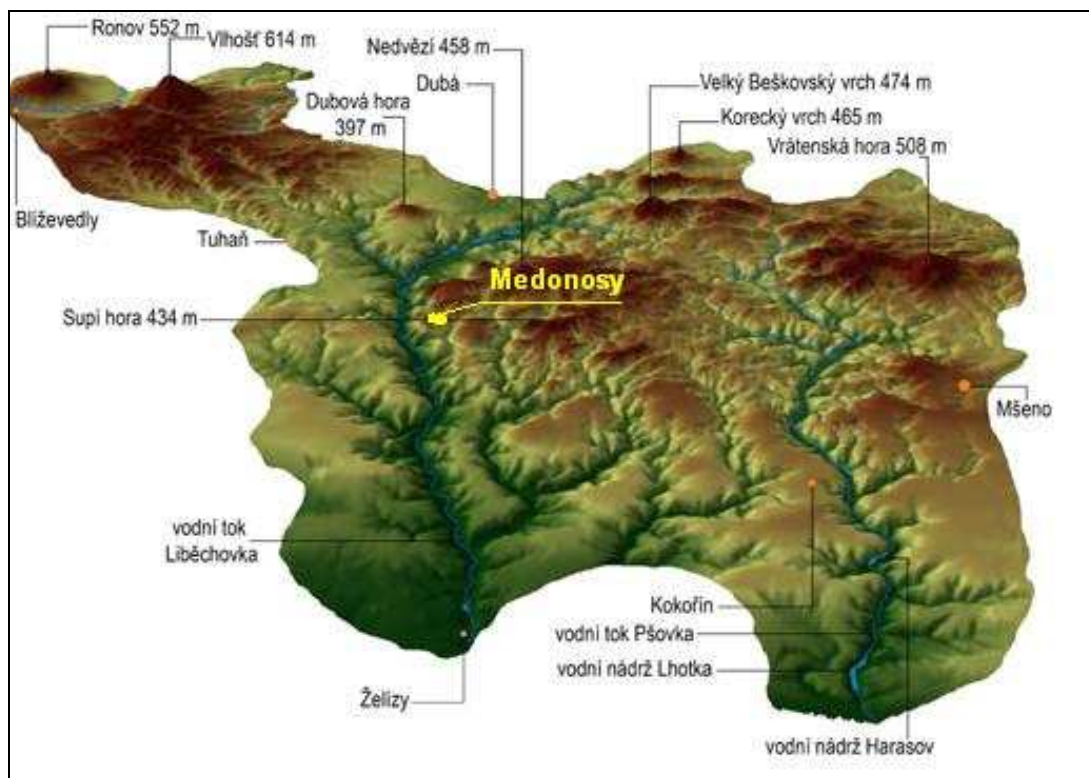 Ronov 552 m
Vlhošť 614 m
Nedvězí 458 m
Dubá
Velký Beškovský vrch 474 m
Dubová hora
397 m
Korecký vrch 465 m
Vrátenská hora 508 m
Blíževedly
Tuhaň
Medonosy
Supí hora 434 m
Mšeno
vodní tok
Liběchovka
Kokořín
vodní tok Pšovka
vodní nádrž Lhotka
Želízy
vodní nádrž Harasov